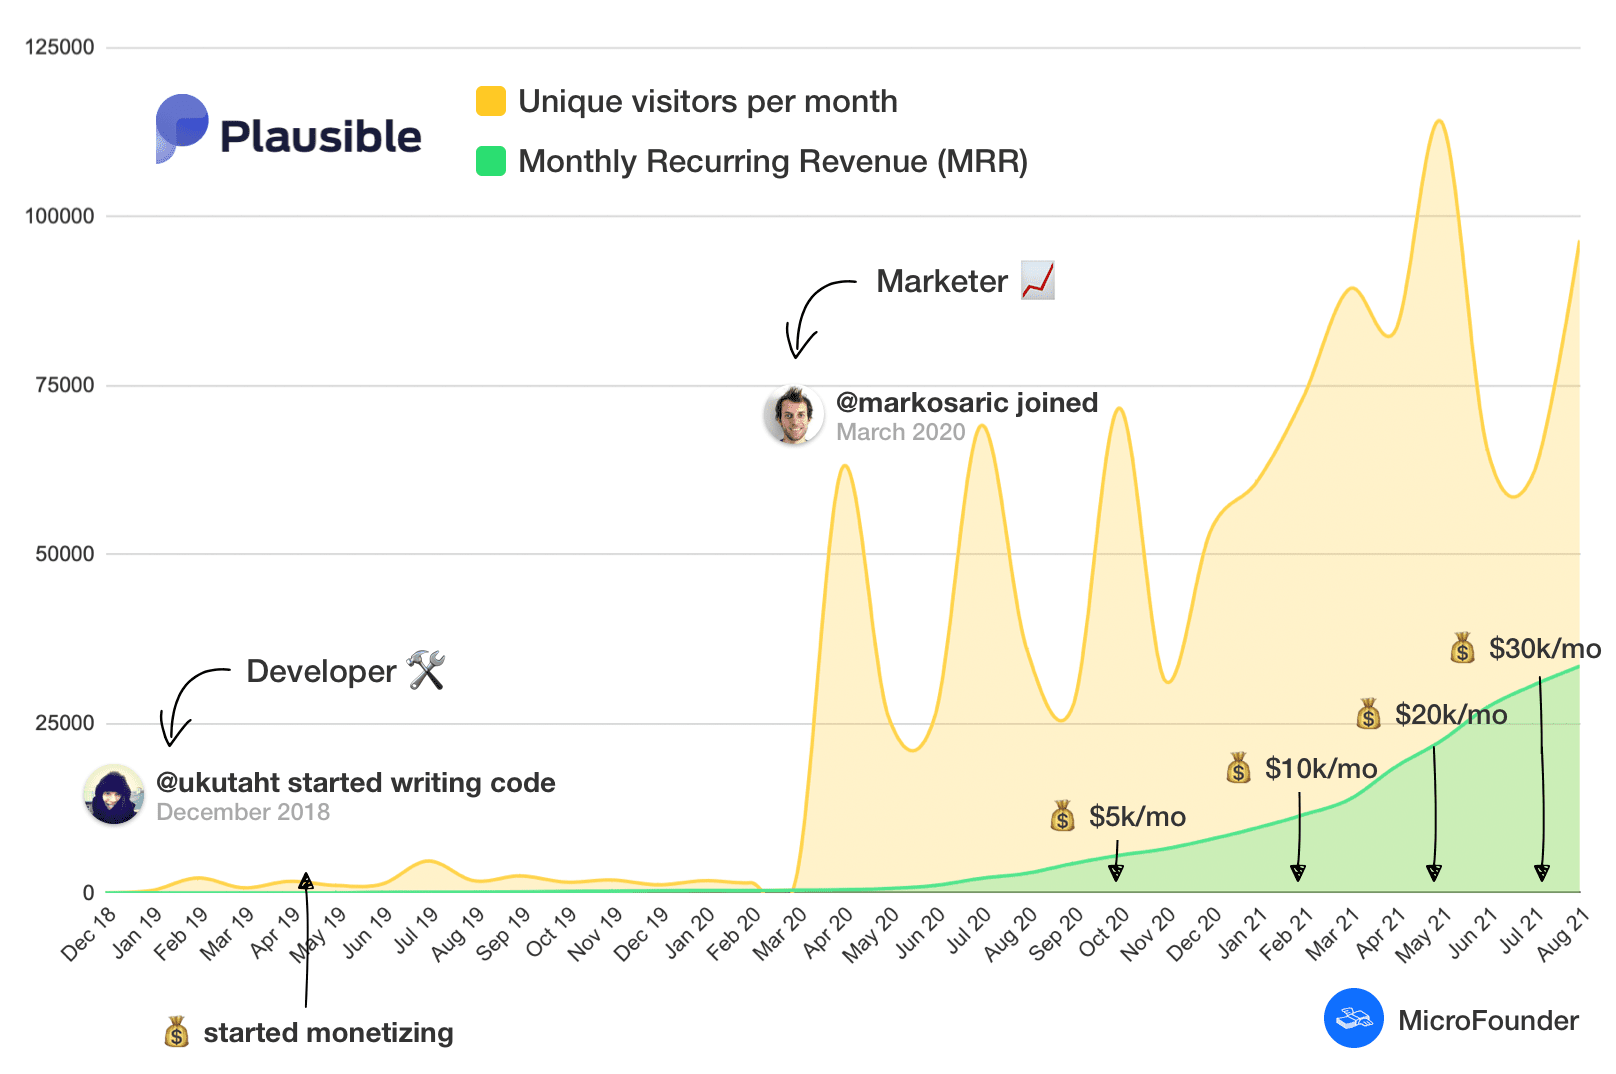 125000
100000
75000
50000
25000
0
Plausible
Unique visitors per month
Monthly Recurring Revenue (MRR)
Marketer
@markosaric joined
March 2020
Developer
@ukutaht started writing code
December 2018
$30k/mo
$20k/mo
$10k/mo
$5k/mo
Dec 18
Jan 19
Feb 19
Mar 19
Apr 19
May 19
Jun 19
Jul 19
Aug 19
Sep 19
Oct 19
Nov 19
Dec 19
Jan 20
Feb 20
Mar 20
Apr 20
May 20
Jun 20
Jul 20
Aug 20
Sep 20
Oct 20
Nov 20
Dec 20
Jan 21
Feb 21
Mar 21
Apr 21
May 21
Jun 21
Jul 21
Aug 21
started monetizing
MicroFounder